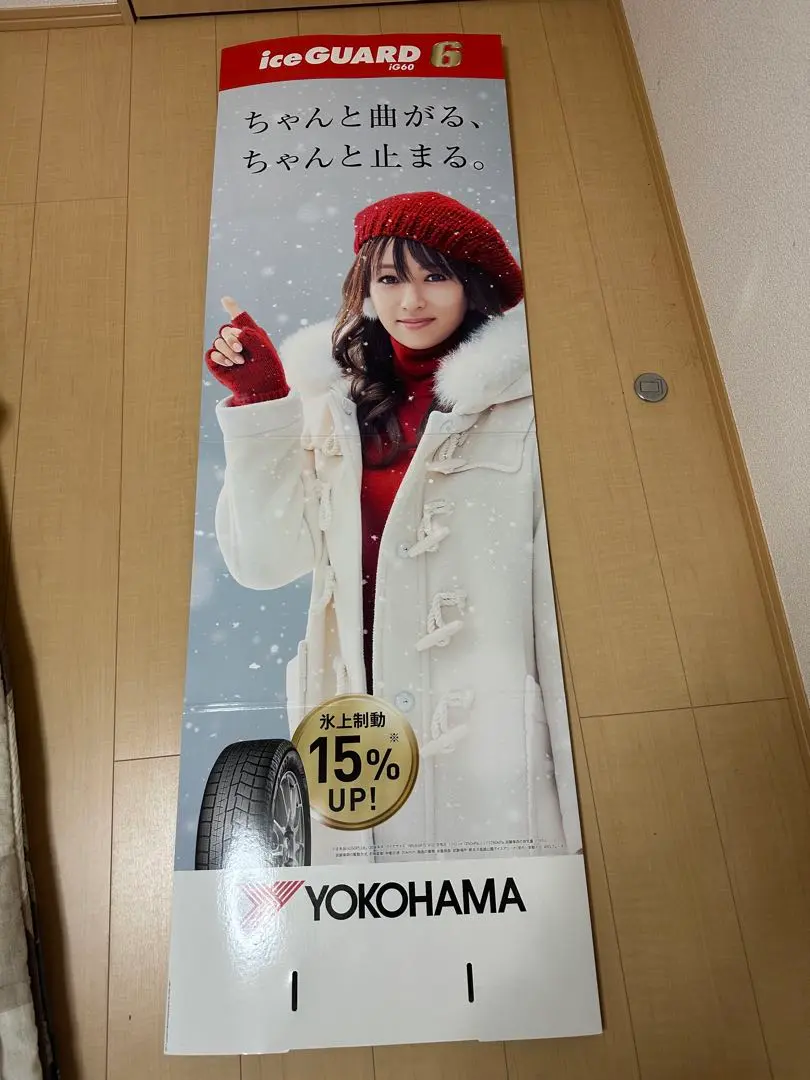 iceGUARD 6
iG60
ちゃんと曲がる、
ちゃんと止まる。
氷上制動
※
15%
UP!
YOKOHAMA